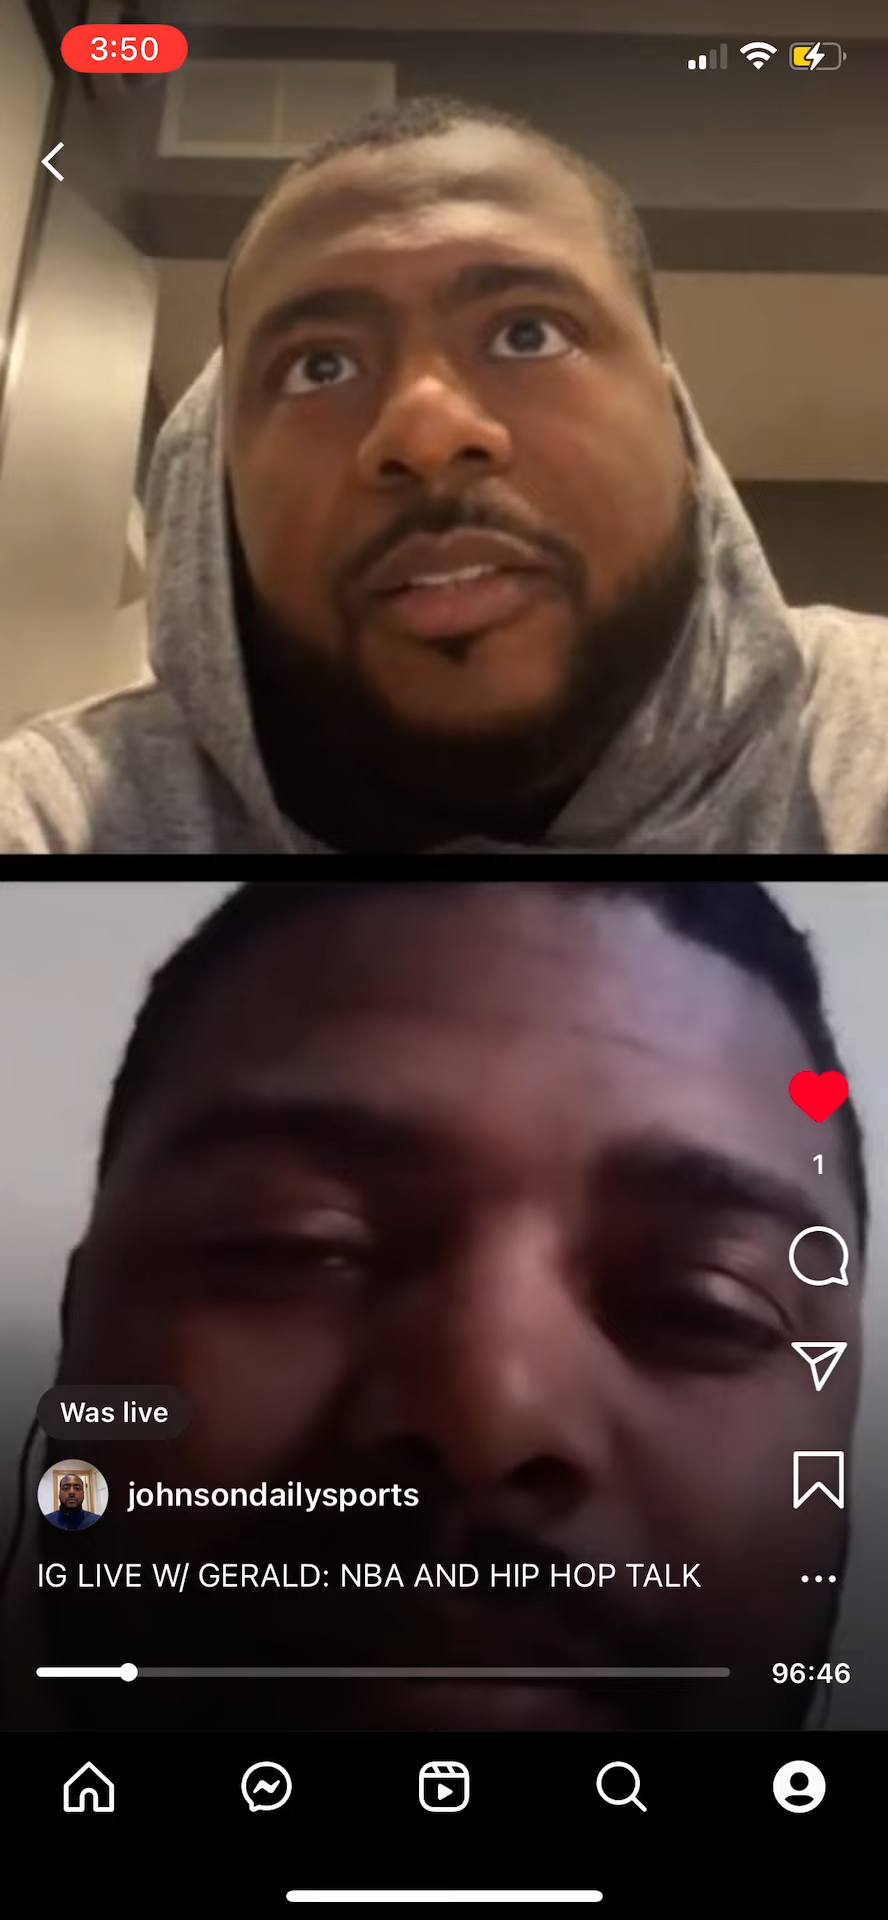 3:50
1
Was live
johnsondailysports
IG LIVE W/ GERALD: NBA AND HIP HOP TALK
96:46